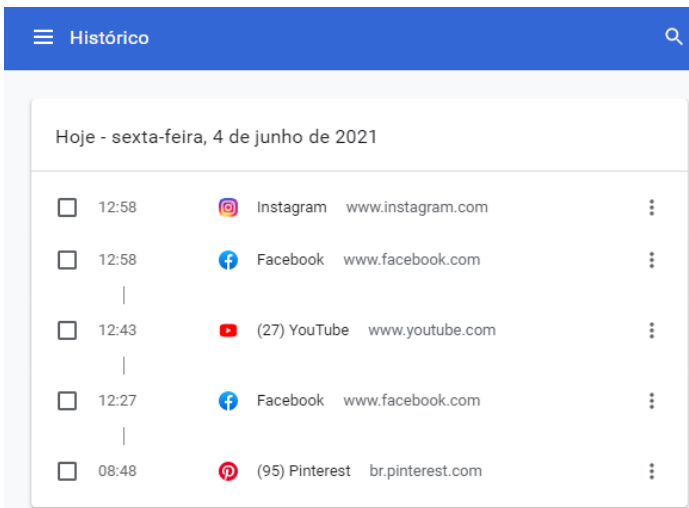 Histórico
Hoje - sexta-feira, 4 de junho de 2021
12:58 Instagram www.instagram.com
12:58 Facebook www.facebook.com
12:43 (27) YouTube www.youtube.com
12:27 Facebook www.facebook.com
08:48 (95) Pinterest br.pinterest.com